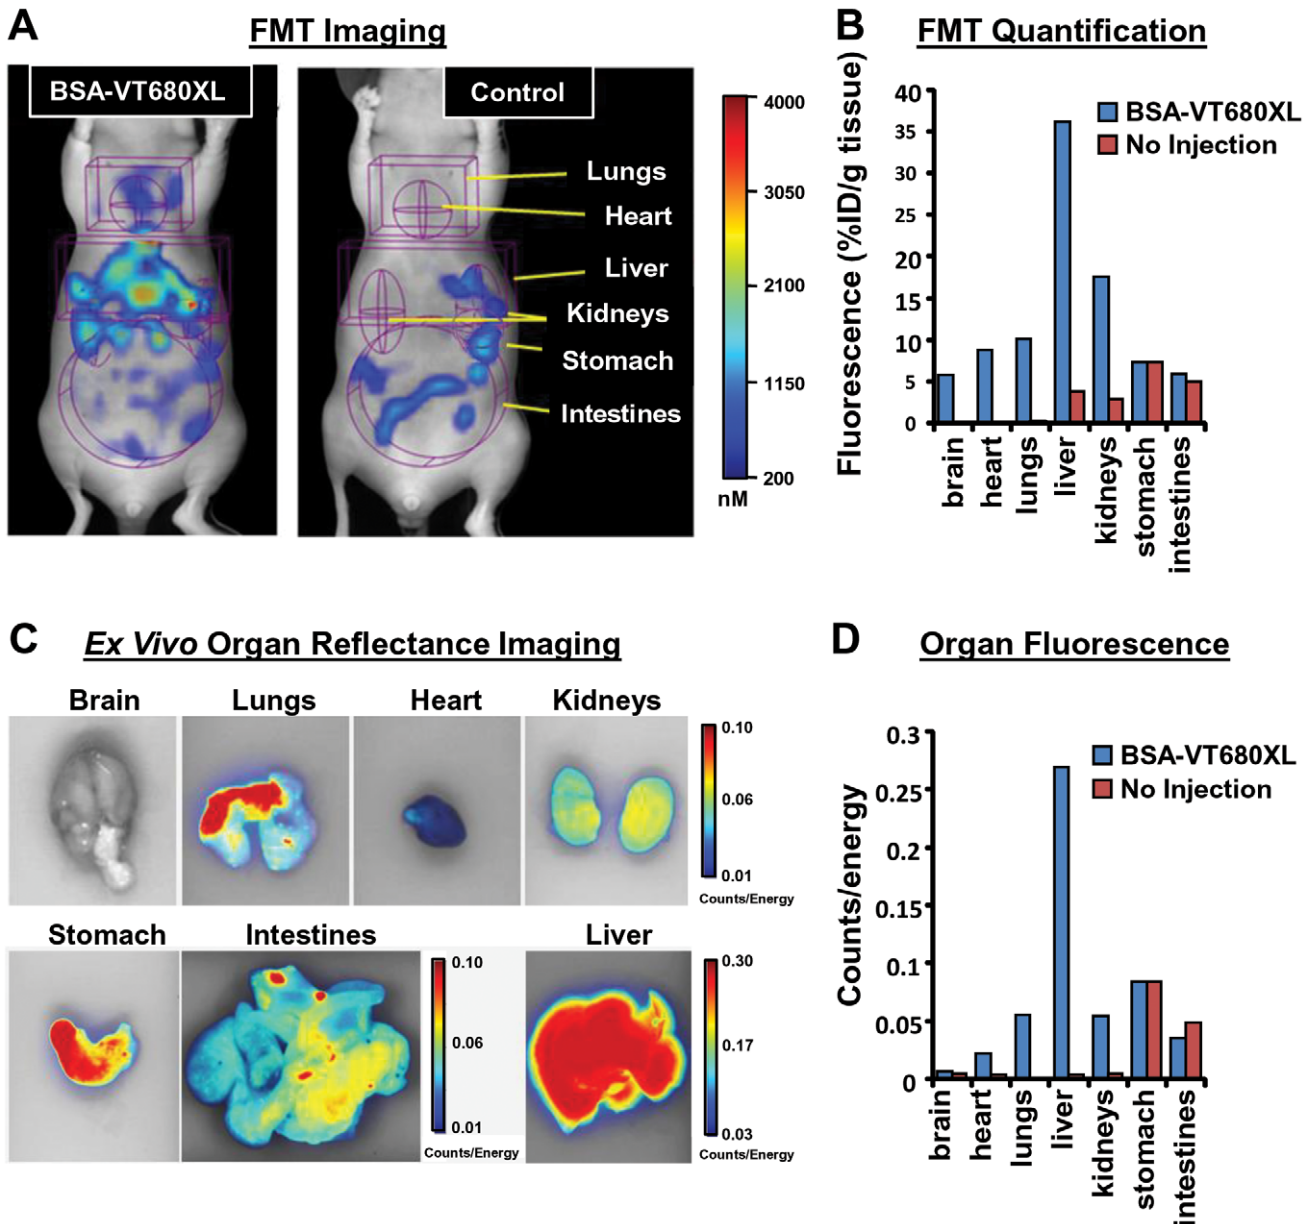 A
FMT Imaging
BSA-VT680XL
Control
Lungs
Heart
Liver
Kidneys
Stomach
Intestines
4000
3050
2100
1150
200
nM
B
FMT Quantification
Fluorescence (%ID/g tissue)
40
35
30
25
20
15
10
5
0
BSA-VT680XL
No Injection
brain
heart
lungs
liver
kidneys
stomach
intestines
C
Ex Vivo Organ Reflectance Imaging
Brain
Lungs
Heart
Kidneys
0.10
0.06
0.01
Counts/Energy
Stomach
Intestines
Liver
0.10
0.06
0.01
Counts/Energy
0.30
0.17
0.03
Counts/Energy
D
Organ Fluorescence
Counts/energy
0.3
0.25
0.2
0.15
0.1
0.05
0
BSA-VT680XL
No Injection
brain
heart
lungs
liver
kidneys
stomach
intestines